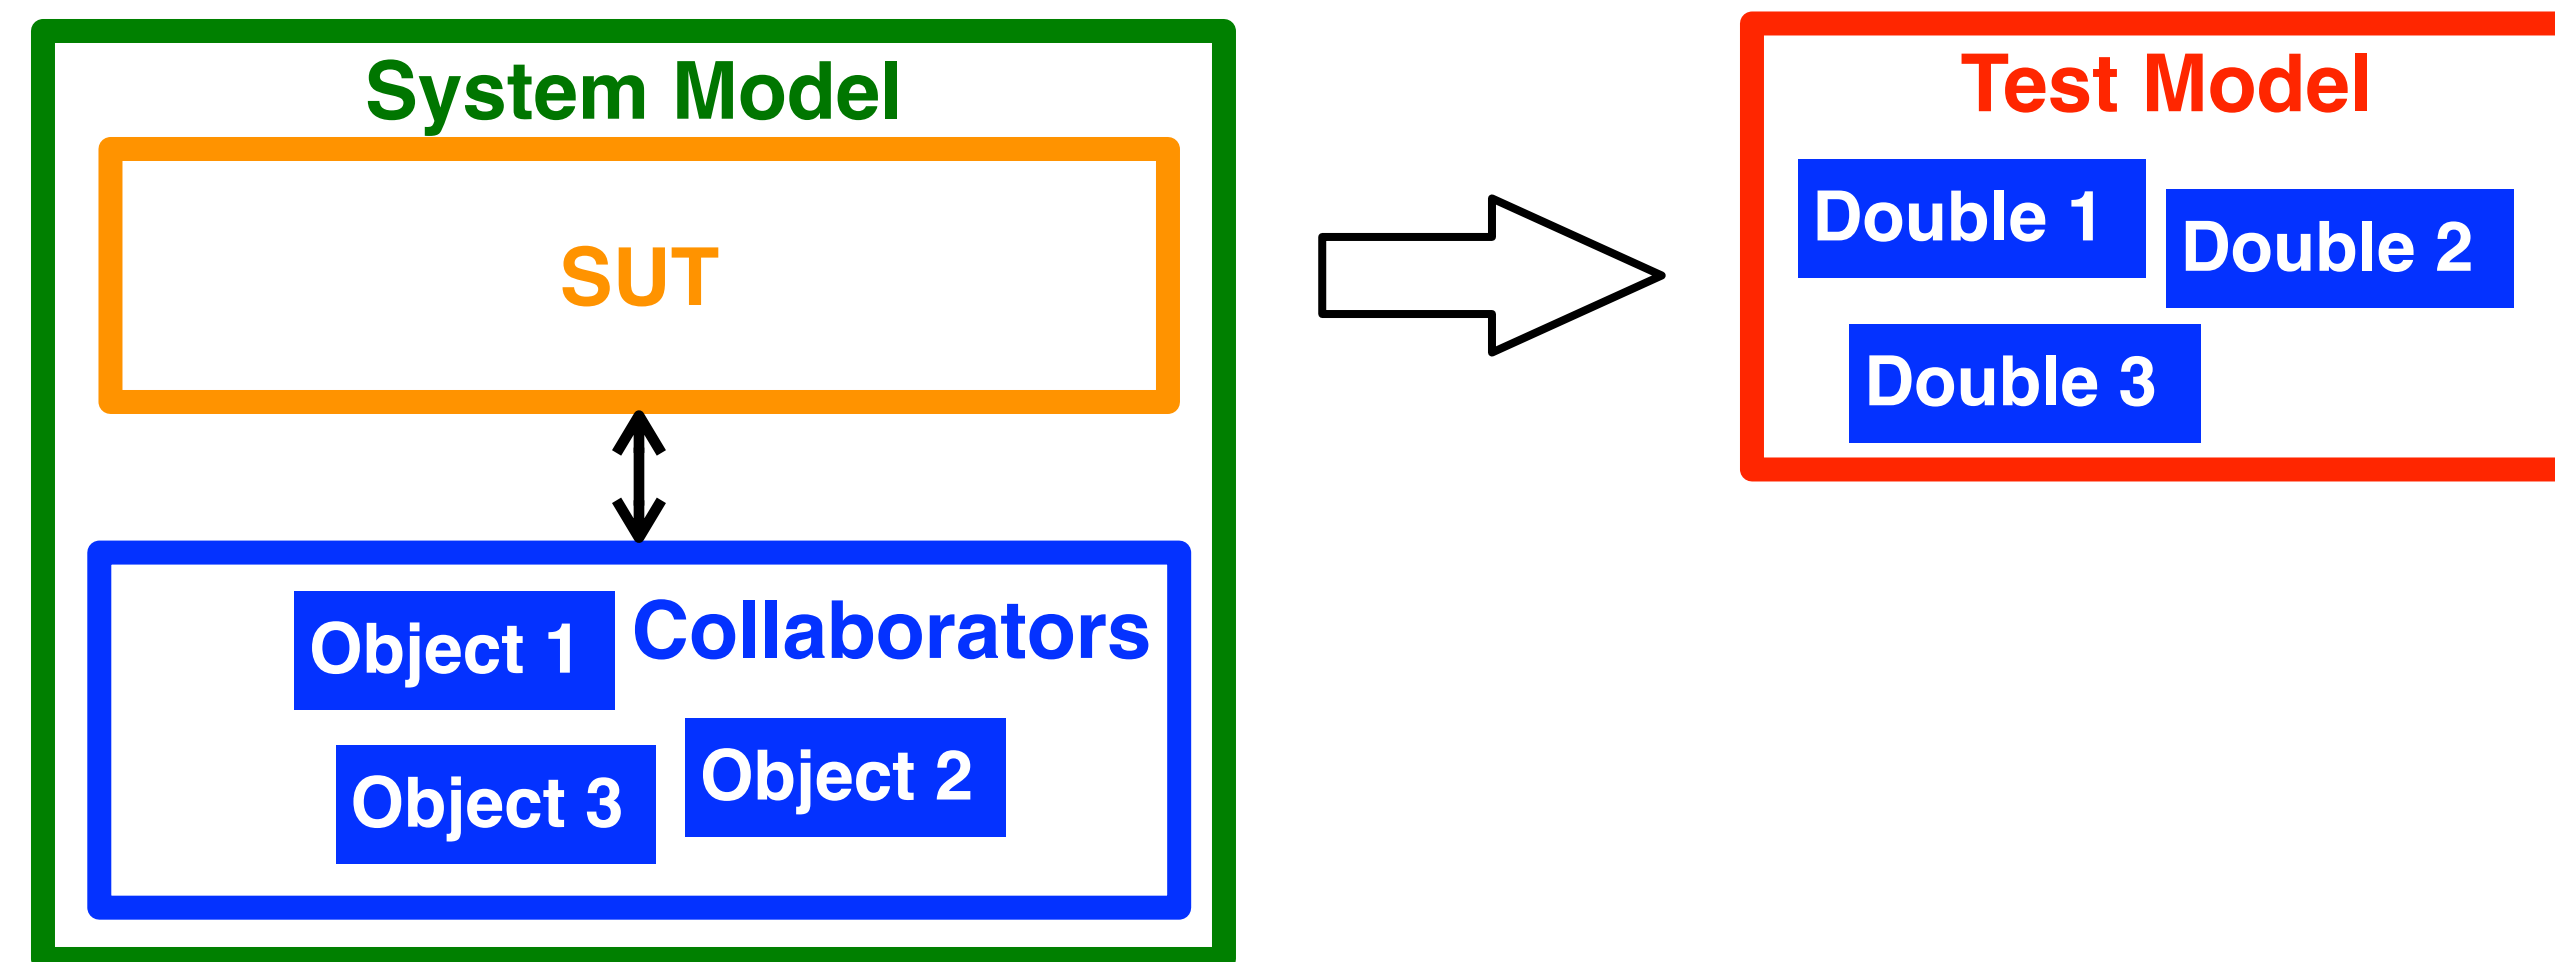 System Model
SUT
Collaborators
Object 1
Object 2
Object 3
Test Model
Double 1
Double 2
Double 3